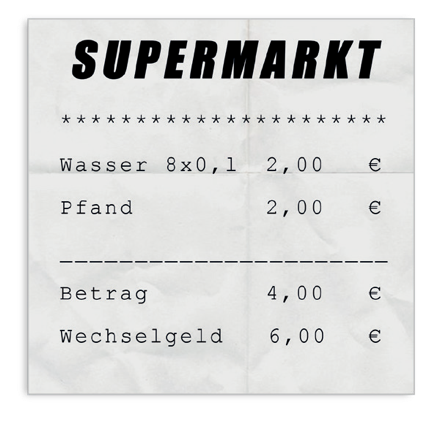 SUPERMARKT
**********************
Wasser 8x0,1 2,00 €
Pfand 2,00 €
______________________
Betrag 4,00 €
Wechselgeld 6,00 €